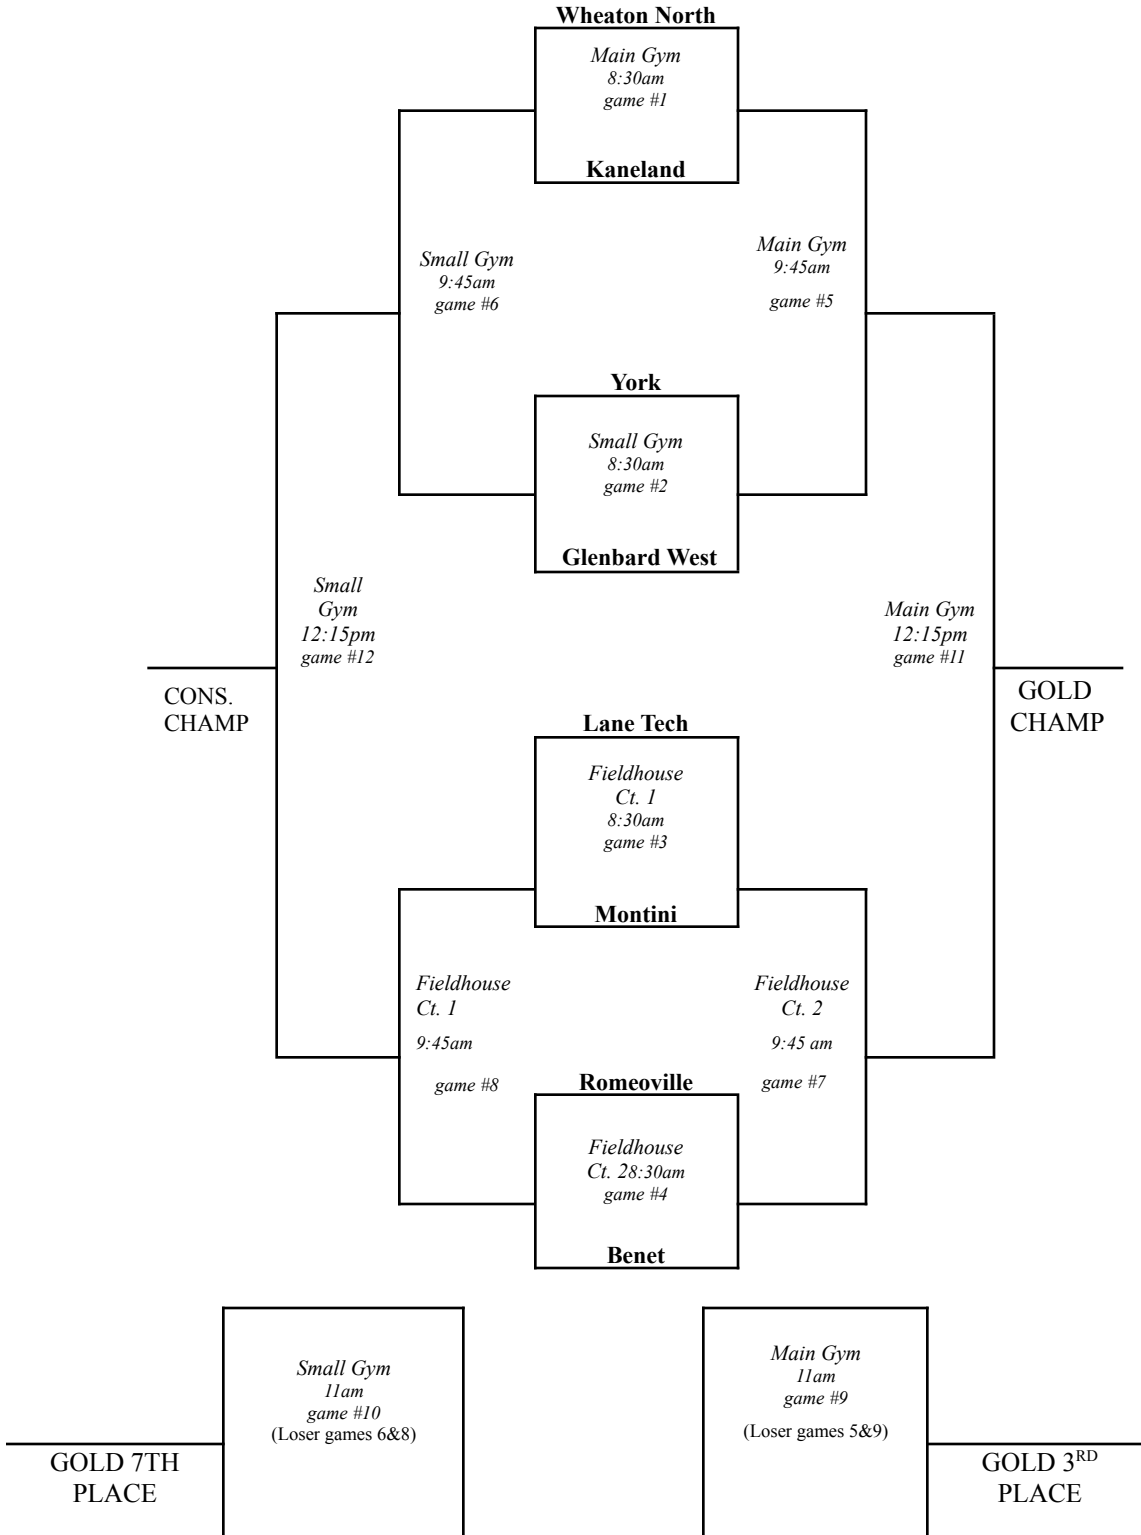 Wheaton North
Main Gym
8:30am
game #1
Kaneland
Small Gym
9:45am
game #6
Main Gym
9:45am
game #5
York
Small Gym
8:30am
game #2
Glenbard West
Small
Gym
12:15pm
game #12
Main Gym
12:15pm
game #11
CONS.
CHAMP
GOLD
CHAMP
Lane Tech
Fieldhouse
Ct. 1
8:30am
game #3
Montini
Fieldhouse
Ct. 1
9:45am
game #8
Fieldhouse
Ct. 2
9:45 am
game #7
Romeoville
Fieldhouse
Ct. 28:30am
game #4
Benet
Small Gym
11am
game #10
(Loser games 6&8)
GOLD 7TH
PLACE
Main Gym
11am
game #9
(Loser games 5&9)
GOLD 3RD
PLACE